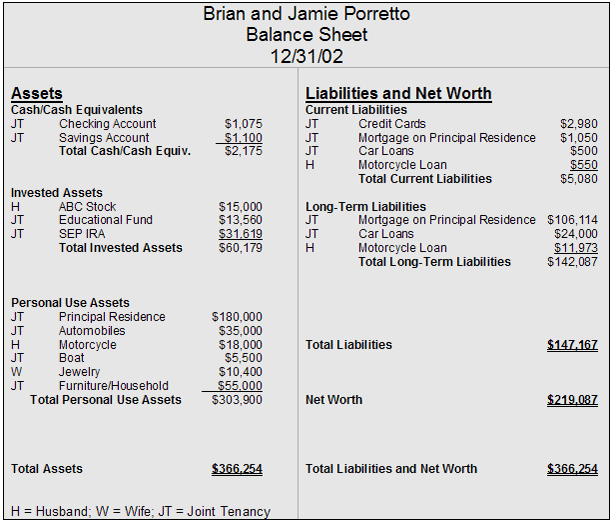 Brian and Jamie Porretto
Balance Sheet
12/31/02
Assets
Cash/Cash Equivalents
JT Checking Account $1,075
JT Savings Account $1,100
Total Cash/Cash Equiv. $2,175
Invested Assets
H ABC Stock $15,000
JT Educational Fund $13,560
JT SEP IRA $31,619
Total Invested Assets $60,179
Personal Use Assets
JT Principal Residence $180,000
JT Automobiles $35,000
H Motorcycle $18,000
JT Boat $5,500
W Jewelry $10,400
JT Furniture/Household $55,000
Total Personal Use Assets $303,900
Total Assets $366,254
H = Husband; W = Wife; JT = Joint Tenancy
Liabilities and Net Worth
Current Liabilities
JT Credit Cards $2,980
JT Mortgage on Principal Residence $1,050
JT Car Loans $500
H Motorcycle Loan $550
Total Current Liabilities $5,080
Long-Term Liabilities
JT Mortgage on Principal Residence $106,114
JT Car Loans $24,000
H Motorcycle Loan $11,973
Total Long-Term Liabilities $142,087
Total Liabilities $147,167
Net Worth $219,087
Total Liabilities and Net Worth $366,254